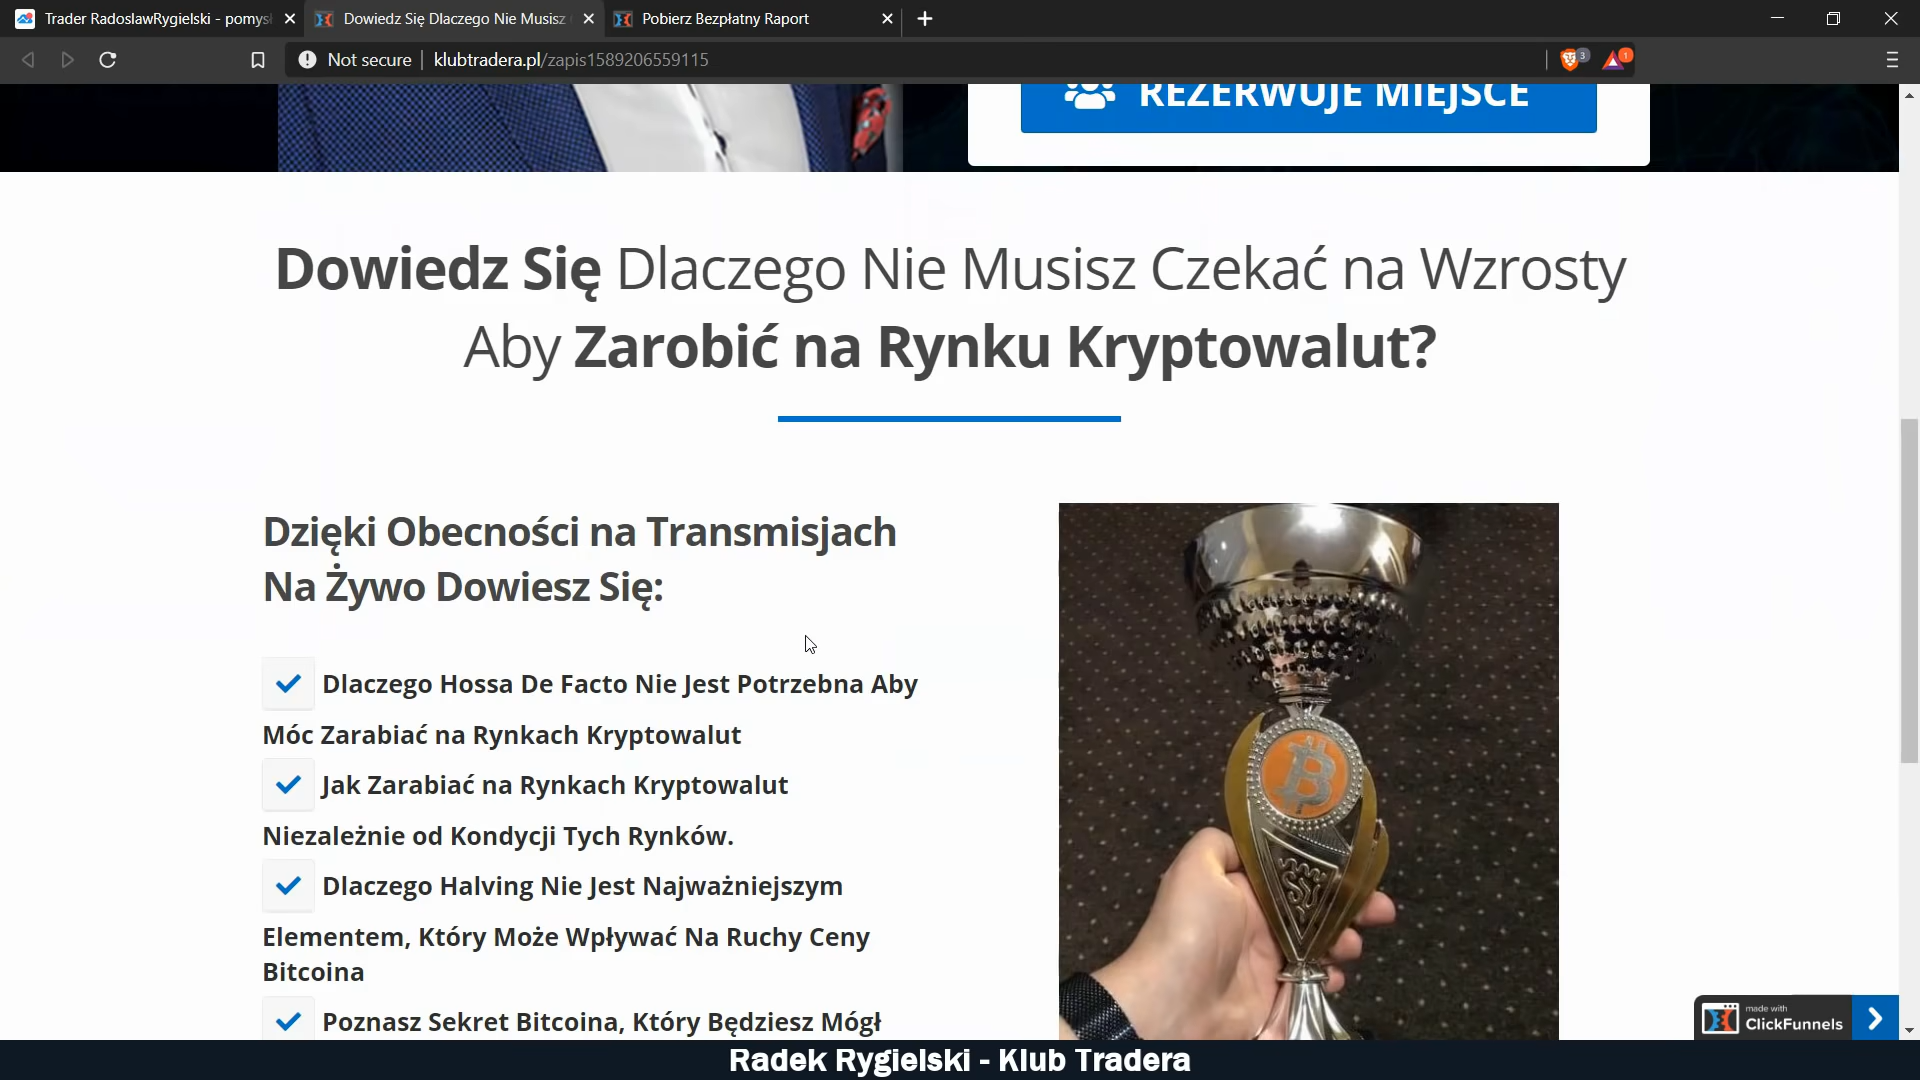 Trader RadoslawRygielski - pomys
Dowiedz Się Dlaczego Nie Musisz
Pobierz Bezpłatny Raport
Not secure
klubtradera.pl/zapis1589206559115
3
1
REZERWUJE MIEJSCE
Dowiedz Się Dlaczego Nie Musisz Czekać na Wzrosty
Aby Zarobić na Rynku Kryptowalut?
Dzięki Obecności na Transmisjach
Na Żywo Dowiesz Się:
Dlaczego Hossa De Facto Nie Jest Potrzebna Aby
Móc Zarabiać na Rynkach Kryptowalut
Jak Zarabiać na Rynkach Kryptowalut
Niezależnie od Kondycji Tych Rynków.
Dlaczego Halving Nie Jest Najważniejszym
Elementem, Który Może Wpływać Na Ruchy Ceny
Bitcoina
Poznasz Sekret Bitcoina, Który Będziesz Mógł
made with
ClickFunnels
Radek Rygielski - Klub Tradera